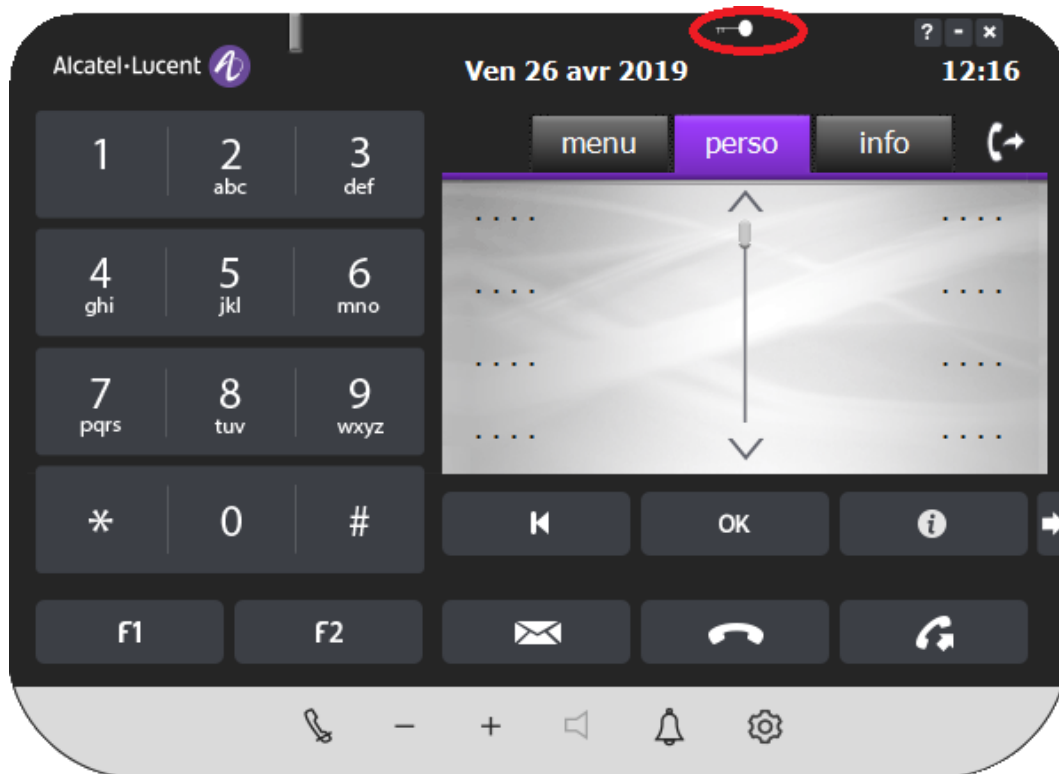 ? - ×
Alcatel·Lucent
Ven 26 avr 2019 12:16
menu perso info
1 2 3
abc def
4 5 6
ghi jkl mno
7 8 9
pqrs tuv wxyz
* 0 #
OK i
F1 F2
- +